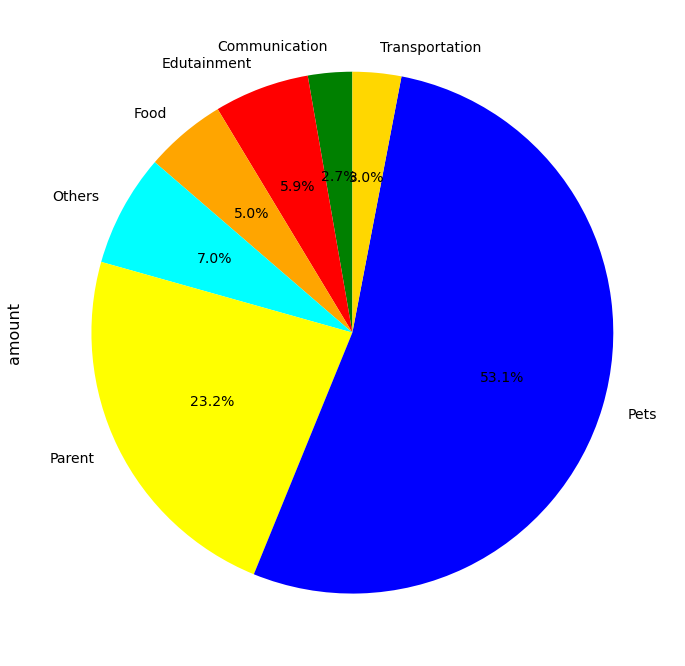 Communication
Transportation
Edutainment
Food
Others
Parent
Pets
2.7%
3.0%
5.9%
5.0%
7.0%
23.2%
53.1%
amount